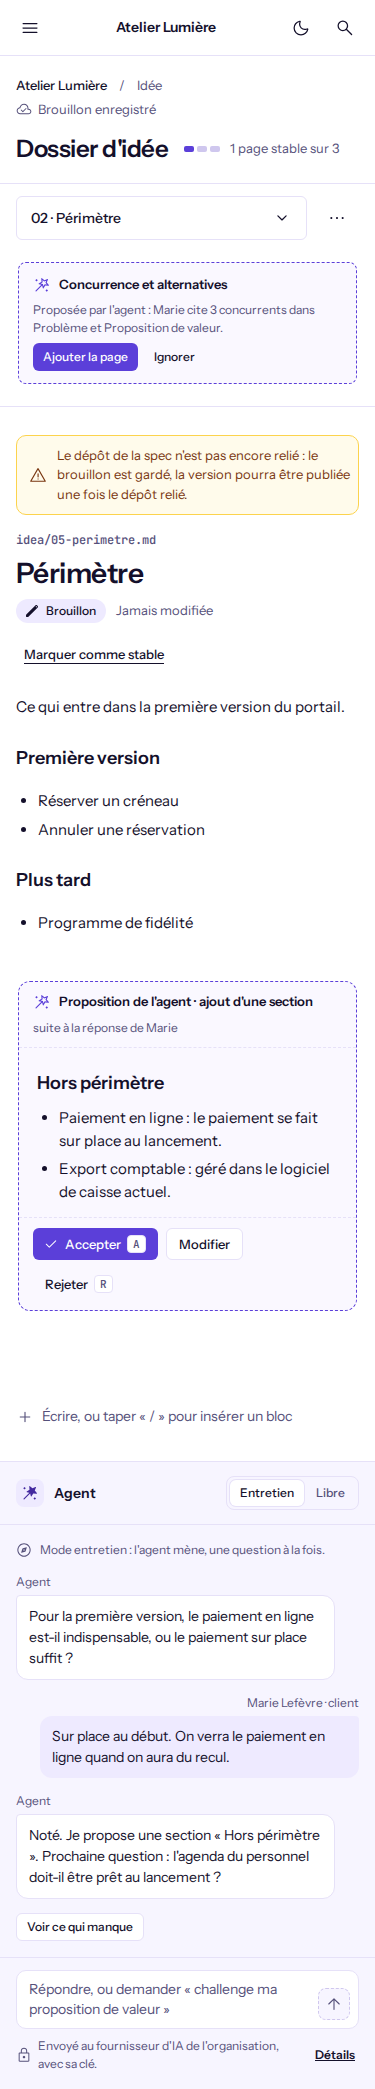 Atelier Lumière
Atelier Lumière / Idée
Brouillon enregistré
Dossier d'idée 1 page stable sur 3
02 · Périmètre
Concurrence et alternatives
Proposée par l'agent : Marie cite 3 concurrents dans
Problème et Proposition de valeur.
Ajouter la page Ignorer
Le dépôt de la spec n'est pas encore relié : le
brouillon est gardé, la version pourra être publiée
une fois le dépôt relié.
idea/05-perimetre.md
Périmètre
Brouillon Jamais modifiée
Marquer comme stable
Ce qui entre dans la première version du portail.
Première version
• Réserver un créneau
• Annuler une réservation
Plus tard
• Programme de fidélité
Proposition de l'agent · ajout d'une section
suite à la réponse de Marie
Hors périmètre
• Paiement en ligne : le paiement se fait
sur place au lancement.
• Export comptable : géré dans le logiciel
de caisse actuel.
Accepter A Modifier
Rejeter R
Écrire, ou taper « / » pour insérer un bloc
Agent Entretien Libre
Mode entretien : l'agent mène, une question à la fois.
Agent
Pour la première version, le paiement en ligne
est-il indispensable, ou le paiement sur place
suffit ?
Marie Lefèvre · client
Sur place au début. On verra le paiement en
ligne quand on aura du recul.
Agent
Noté. Je propose une section « Hors périmètre
». Prochaine question : l'agenda du personnel
doit-il être prêt au lancement ?
Voir ce qui manque
Répondre, ou demander « challenge ma
proposition de valeur »
Envoyé au fournisseur d'IA de l'organisation,
avec sa clé.
Détails